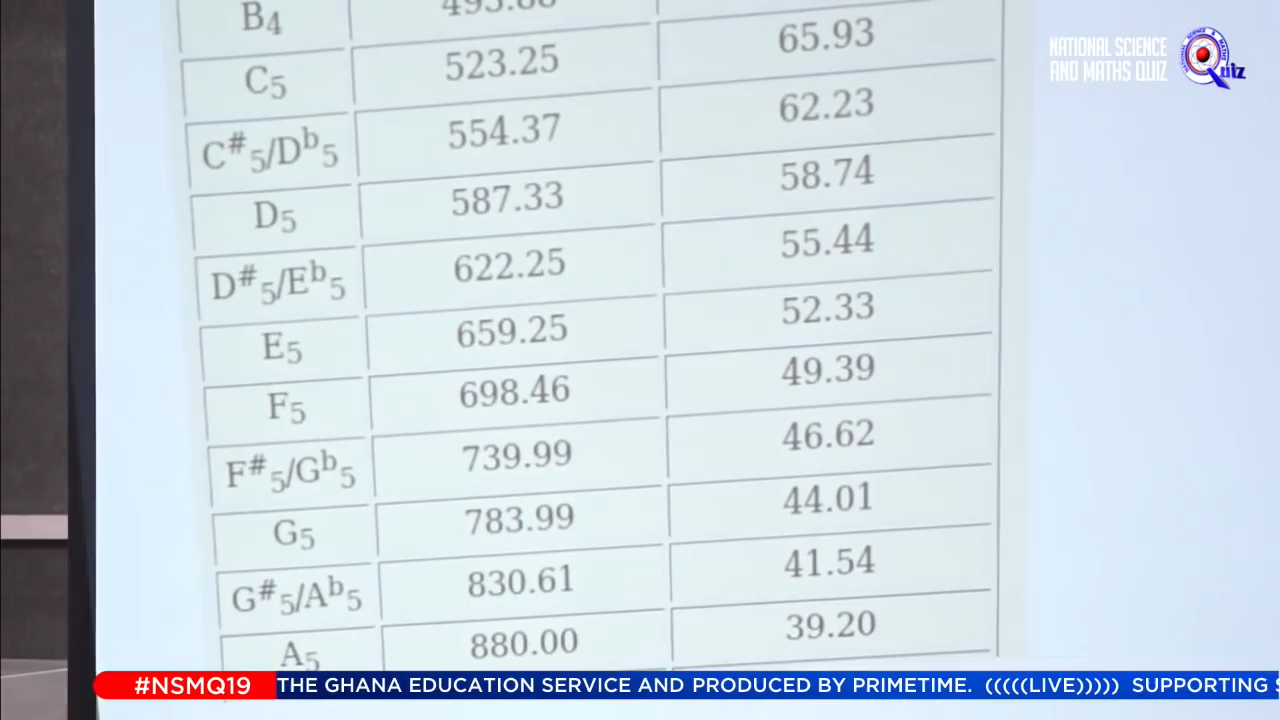 B4
C5 523.25 65.93
C#5/Db5 554.37 62.23
D5 587.33 58.74
D#5/Eb5 622.25 55.44
E5 659.25 52.33
F5 698.46 49.39
F#5/Gb5 739.99 46.62
G5 783.99 44.01
G#5/Ab5 830.61 41.54
A5 880.00 39.20
NATIONAL SCIENCE
AND MATHS QUIZ
Quiz
#NSMQ19 THE GHANA EDUCATION SERVICE AND PRODUCED BY PRIMETIME. (((((LIVE))))) SUPPORTING